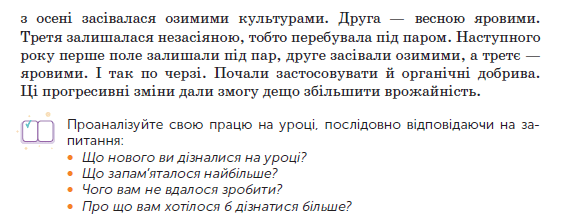 з осені засівалася озимими культурами. Друга — весною яровими.
Третя залишалася незасіяною, тобто перебувала під паром. Наступного
року перше поле залишали під пар, друге засівали озимими, а третє —
яровими. І так по черзі. Почали застосовувати й органічні добрива.
Ці прогресивні зміни дали змогу дещо збільшити врожайність.
Проаналізуйте свою працю на уроці, послідовно відповідаючи на за-
питання:
• Що нового ви дізналися на уроці?
• Що запам'яталося найбільше?
• Чого вам не вдалося зробити?
• Про що вам хотілося б дізнатися більше?